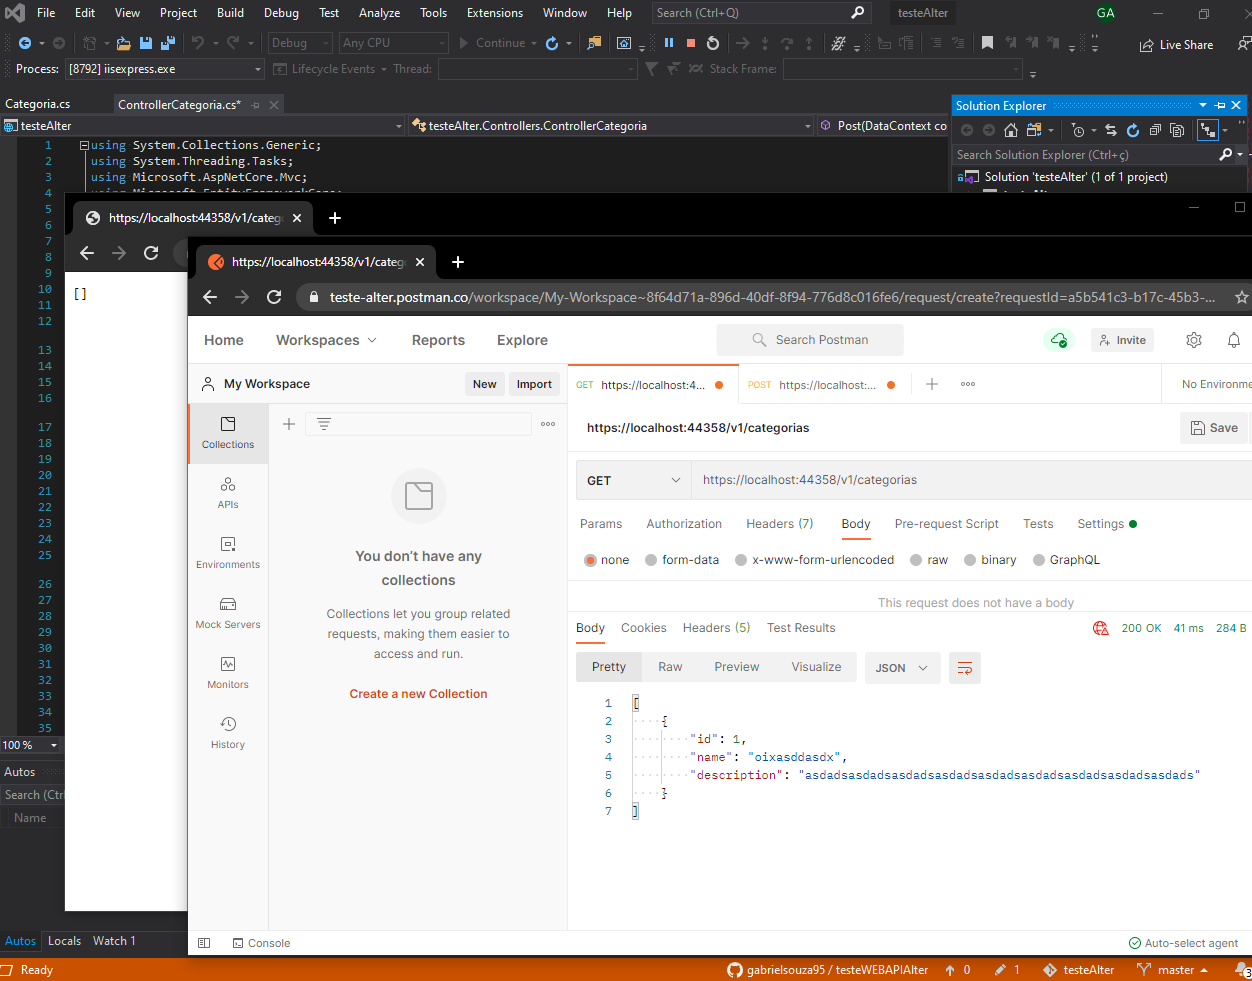 File Edit View Project Build Debug Test Analyze Tools Extensions Window Help Search (Ctrl+Q) testeAlter GA
Debug Any CPU Continue Live Share
Process: [8792] iisexpress.exe Lifecycle Events Thread: Stack Frame:
Categoria.cs ControllerCategoria.cs* Solution Explorer
testeAlter testeAlter.Controllers.ControllerCategoria Post(DataContext co
1 using System.Collections.Generic;
2 using System.Threading.Tasks;
3 using Microsoft.AspNetCore.Mvc;
4
5
6
7
8
9
10
11
12
13
14
15
16
17
18
19
20
21
22
23
24
25
26
27
28
29
30
31
32
33
34
35
Search Solution Explorer (Ctrl+ç)
Solution 'testeAlter' (1 of 1 project)
100 %
Autos
Search (Ctrl
Name
Autos Locals Watch 1
https://localhost:44358/v1/categ
[]
https://localhost:44358/v1/categ
teste-alter.postman.co/workspace/My-Workspace~8f64d71a-896d-40df-8f94-776d8c016fe6/request/create?requestId=a5b541c3-b17c-45b3-...
Home Workspaces Reports Explore Search Postman Invite
My Workspace New Import
GET https://localhost:4... POST https://localhost:... No Environme
Collections
APIs
Environments
Mock Servers
Monitors
History
You don't have any
collections
Collections let you group related
requests, making them easier to
access and run.
Create a new Collection
https://localhost:44358/v1/categorias Save
GET https://localhost:44358/v1/categorias
Params Authorization Headers (7) Body Pre-request Script Tests Settings
none form-data x-www-form-urlencoded raw binary GraphQL
This request does not have a body
Body Cookies Headers (5) Test Results 200 OK 41 ms 284 B
Pretty Raw Preview Visualize JSON
1 [
2 {
3 "id": 1,
4 "name": "oixasddasdx",
5 "description": "asdadsasdadsasdadsasdadsasdadsasdadsasdadsasdadsasdads"
6 }
7 ]
Console Auto-select agent
Ready gabrielsouza95 / testeWEBAPIAlter 0 1 testeAlter master 3